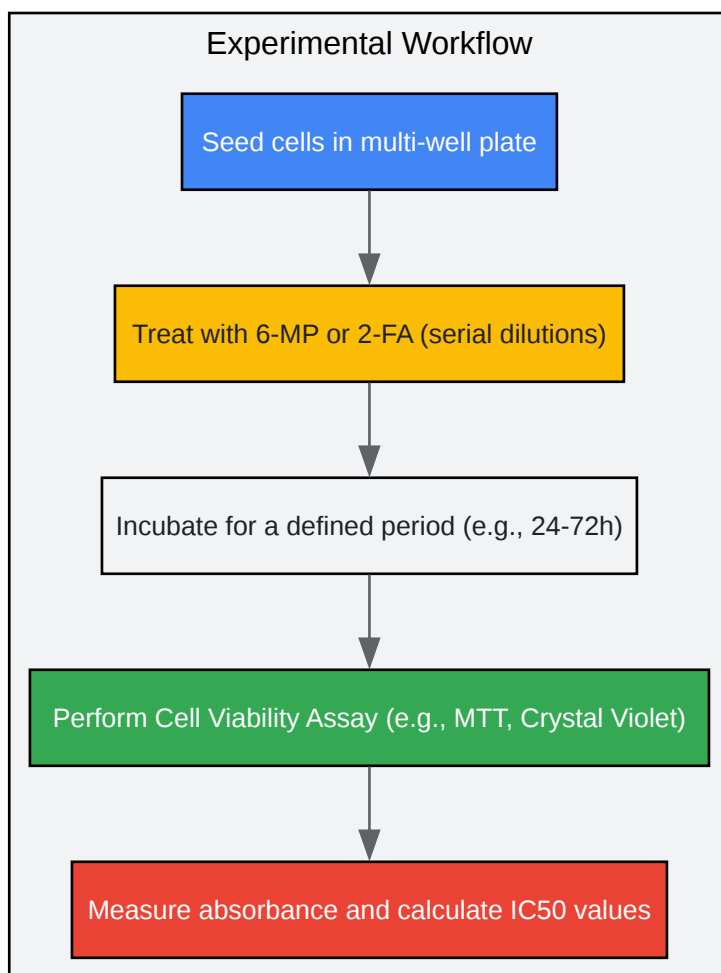 Experimental Workflow
Seed cells in multi-well plate
Treat with 6-MP or 2-FA (serial dilutions)
Incubate for a defined period (e.g., 24-72h)
Perform Cell Viability Assay (e.g., MTT, Crystal Violet)
Measure absorbance and calculate IC50 values